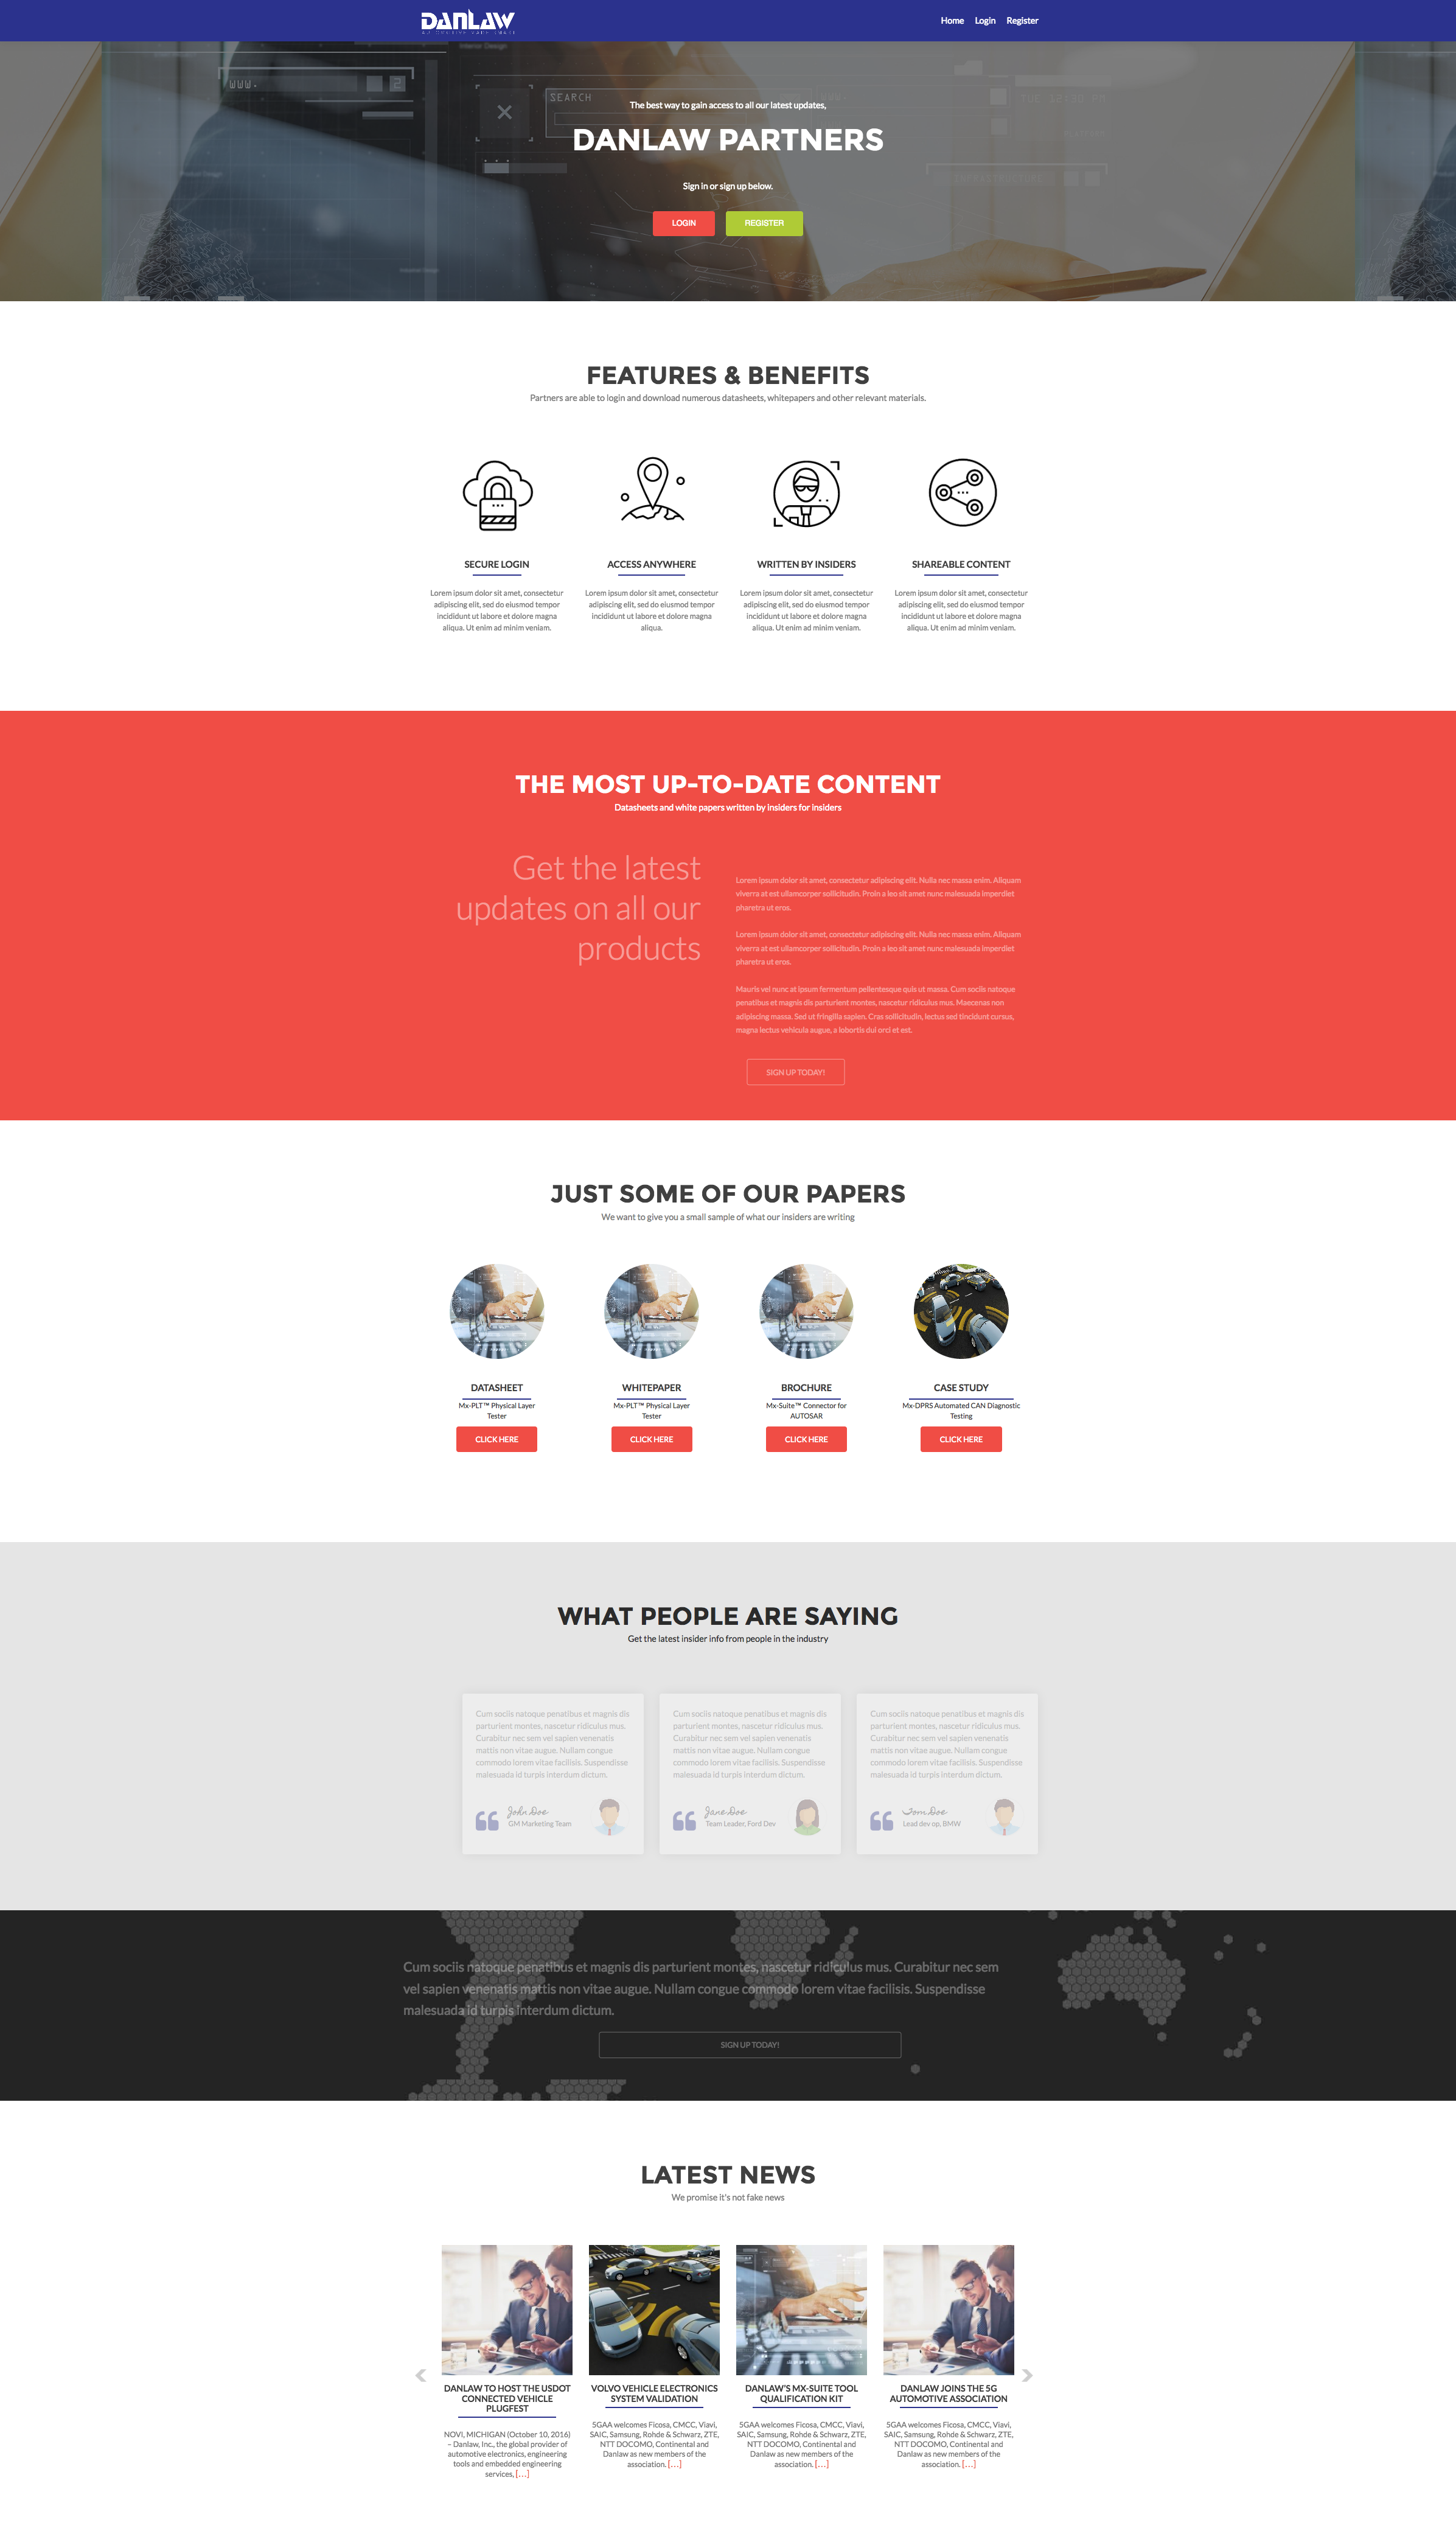 DANLAW
Home Login Register
WWW.
2
SEARCH
The best way to gain access to all our latest updates,
DANLAW PARTNERS
Sign in or sign up below.
LOGIN
REGISTER
FEATURES & BENEFITS
Partners are able to login and download numerous datasheets, whitepapers and other relevant materials.
SECURE LOGIN
Lorem ipsum dolor sit amet, consectetur
adipiscing elit, sed do eiusmod tempor
incididunt ut labore et dolore magna
aliqua. Ut enim ad minim veniam.
ACCESS ANYWHERE
Lorem ipsum dolor sit amet, consectetur
adipiscing elit, sed do eiusmod tempor
incididunt ut labore et dolore magna
aliqua.
WRITTEN BY INSIDERS
Lorem ipsum dolor sit amet, consectetur
adipiscing elit, sed do eiusmod tempor
incididunt ut labore et dolore magna
aliqua. Ut enim ad minim veniam.
SHAREABLE CONTENT
Lorem ipsum dolor sit amet, consectetur
adipiscing elit, sed do eiusmod tempor
incididunt ut labore et dolore magna
aliqua. Ut enim ad minim veniam.
THE MOST UP-TO-DATE CONTENT
Datasheets and white papers written by insiders for insiders
Get the latest
updates on all our
products
Lorem ipsum dolor sit amet, consectetur adipiscing elit. Nulla nec massa enim. Aliquam
viverra at est ullamcorper sollicitudin. Proin a leo sit amet nunc malesuada imperdiet
pharetra ut eros.
Lorem ipsum dolor sit amet, consectetur adipiscing elit. Nulla nec massa enim. Aliquam
viverra at est ullamcorper sollicitudin. Proin a leo sit amet nunc malesuada imperdiet
pharetra ut eros.
Mauris vel nunc at ipsum fermentum pellentesque quis ut massa. Cum sociis natoque
penatibus et magnis dis parturient montes, nascetur ridiculus mus. Maecenas non
adipiscing massa. Sed ut fringilla sapien. Cras sollicitudin, lectus sed tincidunt cursus,
magna lectus vehicula augue, a lobortis dui orci et est.
SIGN UP TODAY!
JUST SOME OF OUR PAPERS
We want to give you a small sample of what our insiders are writing
DATASHEET
Mx-PLT™ Physical Layer
Tester
CLICK HERE
WHITEPAPER
Mx-PLT™ Physical Layer
Tester
CLICK HERE
BROCHURE
Mx-Suite™ Connector for
AUTOSAR
CLICK HERE
CASE STUDY
Mx-DPRS Automated CAN Diagnostic
Testing
CLICK HERE
WHAT PEOPLE ARE SAYING
Get the latest insider info from people in the industry
Cum sociis natoque penatibus et magnis dis
parturient montes, nascetur ridiculus mus.
Curabitur nec sem vel sapien venenatis
mattis non vitae augue. Nullam congue
commodo lorem vitae facilisis. Suspendisse
malesuada id turpis interdum dictum.
John Doe
GM Marketing Team
Cum sociis natoque penatibus et magnis dis
parturient montes, nascetur ridiculus mus.
Curabitur nec sem vel sapien venenatis
mattis non vitae augue. Nullam congue
commodo lorem vitae facilisis. Suspendisse
malesuada id turpis interdum dictum.
Jane Doe
Team Leader, Ford Dev
Cum sociis natoque penatibus et magnis dis
parturient montes, nascetur ridiculus mus.
Curabitur nec sem vel sapien venenatis
mattis non vitae augue. Nullam congue
commodo lorem vitae facilisis. Suspendisse
malesuada id turpis interdum dictum.
Tom Doe
Lead dev op, BMW
Cum sociis natoque penatibus et magnis dis parturient montes, nascetur ridiculus mus. Curabitur nec sem
vel sapien venenatis mattis non vitae augue. Nullam congue commodo lorem vitae facilisis. Suspendisse
malesuada id turpis interdum dictum.
SIGN UP TODAY!
LATEST NEWS
We promise it's not fake news
DANLAW TO HOST THE USDOT
CONNECTED VEHICLE
PLUGFEST
NOVI, MICHIGAN (October 10, 2016)
– Danlaw, Inc., the global provider of
automotive electronics, engineering
tools and embedded engineering
services, [...]
VOLVO VEHICLE ELECTRONICS
SYSTEM VALIDATION
5GAA welcomes Ficosa, CMCC, Viavi,
SAIC, Samsung, Rohde & Schwarz, ZTE,
NTT DOCOMO, Continental and
Danlaw as new members of the
association. [...]
DANLAW'S MX-SUITE TOOL
QUALIFICATION KIT
5GAA welcomes Ficosa, CMCC, Viavi,
SAIC, Samsung, Rohde & Schwarz, ZTE,
NTT DOCOMO, Continental and
Danlaw as new members of the
association. [...]
DANLAW JOINS THE 5G
AUTOMOTIVE ASSOCIATION
5GAA welcomes Ficosa, CMCC, Viavi,
SAIC, Samsung, Rohde & Schwarz, ZTE,
NTT DOCOMO, Continental and
Danlaw as new members of the
association. [...]